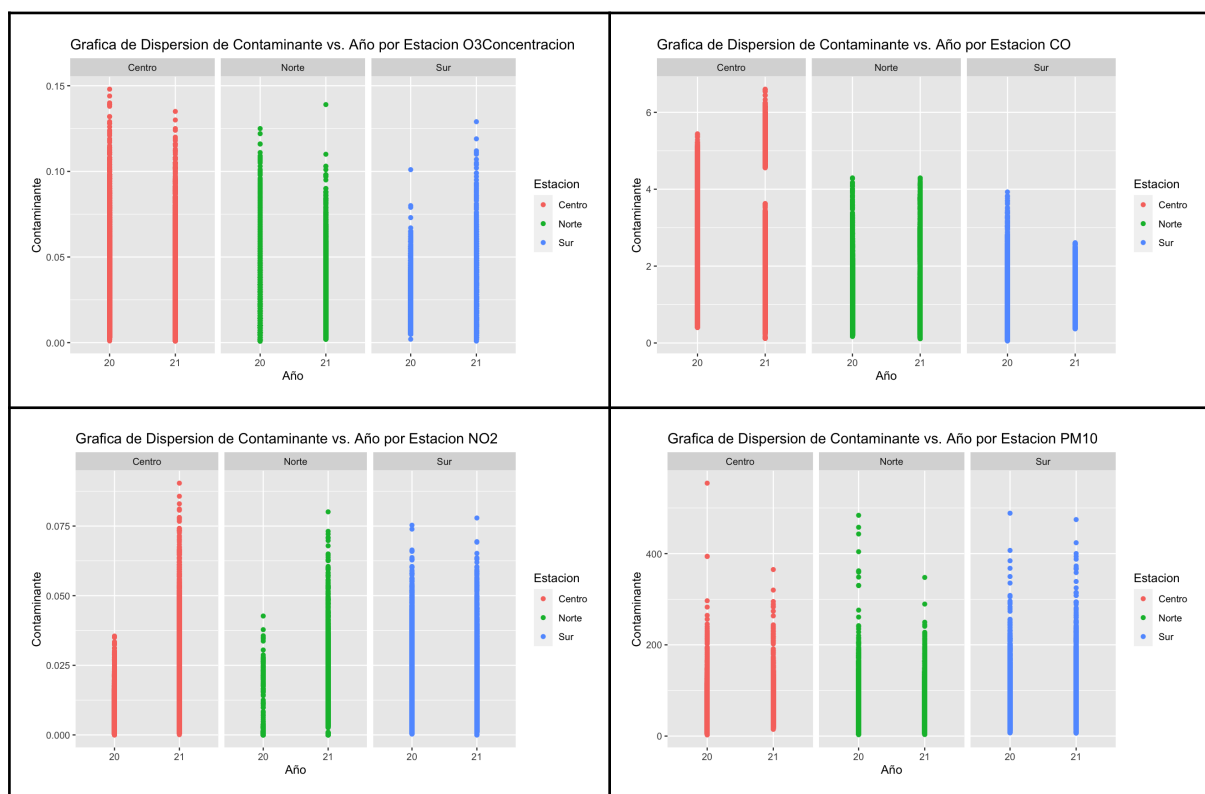 Grafica de Dispersion de Contaminante vs. Año por Estacion O3Concentracion
Centro Norte Sur
0.15
0.10
0.05
0.00
Contaminante
20 21 20 21 20 21
Año
Estacion
Centro
Norte
Sur
Grafica de Dispersion de Contaminante vs. Año por Estacion CO
Centro Norte Sur
6
4
2
0
Contaminante
20 21 20 21 20 21
Año
Estacion
Centro
Norte
Sur
Grafica de Dispersion de Contaminante vs. Año por Estacion NO2
Centro Norte Sur
0.075
0.050
0.025
0.000
Contaminante
20 21 20 21 20 21
Año
Estacion
Centro
Norte
Sur
Grafica de Dispersion de Contaminante vs. Año por Estacion PM10
Centro Norte Sur
400
200
0
Contaminante
20 21 20 21 20 21
Año
Estacion
Centro
Norte
Sur